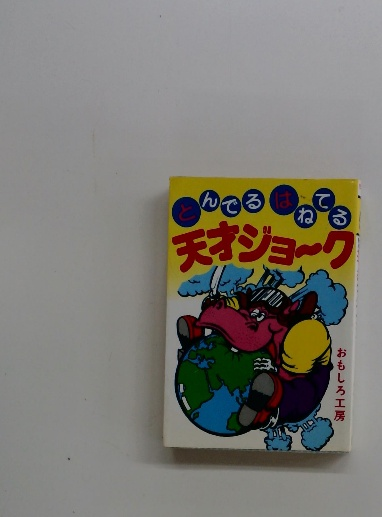 とんでるはねてる
天才ジョ〜ク
おもしろ工房